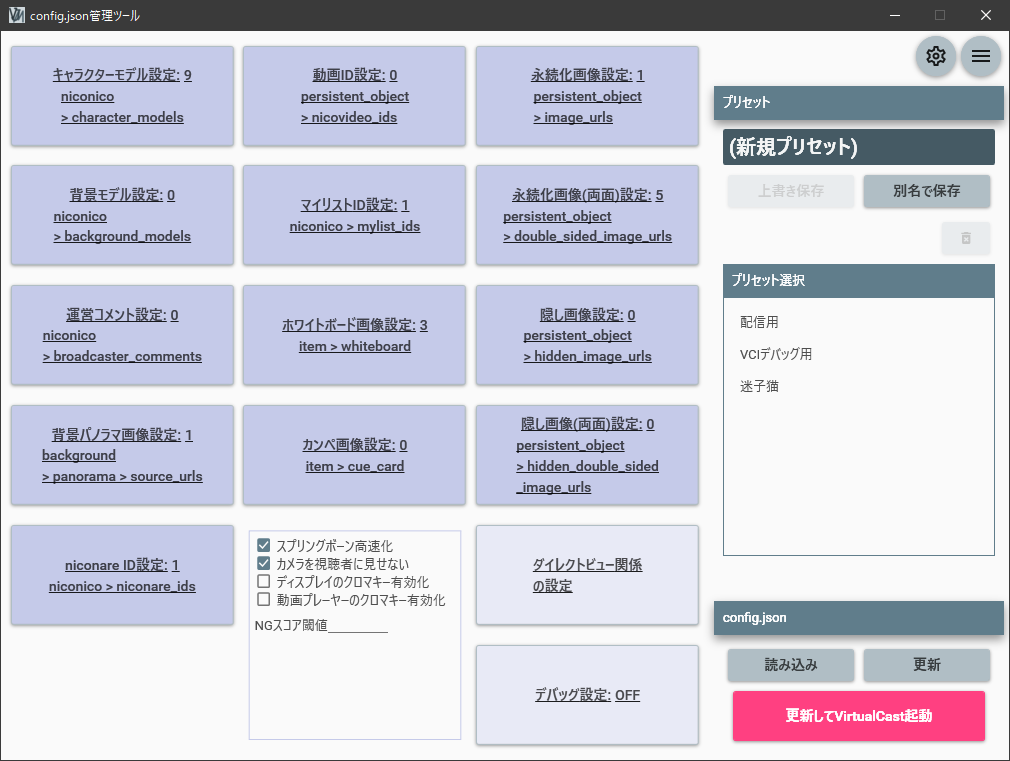 config.json管理ツール
キャラクターモデル設定: 9
niconico
> character_models
動画ID設定: 0
persistent_object
> nicovideo_ids
永続化画像設定: 1
persistent_object
> image_urls
背景モデル設定: 0
niconico
> background_models
マイリストID設定: 1
niconico > mylist_ids
永続化画像(両面)設定: 5
persistent_object
> double_sided_image_urls
運営コメント設定: 0
niconico
> broadcaster_comments
ホワイトボード画像設定: 3
item > whiteboard
隠し画像設定: 0
persistent_object
> hidden_image_urls
背景パノラマ画像設定: 1
background
> panorama > source_urls
カンペ画像設定: 0
item > cue_card
隠し画像(両面)設定: 0
persistent_object
> hidden_double_sided
_image_urls
niconare ID設定: 1
niconico > niconare_ids
スプリングボーン高速化
カメラを視聴者に見せない
ディスプレイのクロマキー有効化
動画プレーヤーのクロマキー有効化
NGスコア閾値
ダイレクトビュー関係
の設定
デバッグ設定: OFF
プリセット
(新規プリセット)
上書き保存
別名で保存
プリセット選択
配信用
VCIデバッグ用
迷子猫
config.json
読み込み
更新
更新してVirtualCast起動